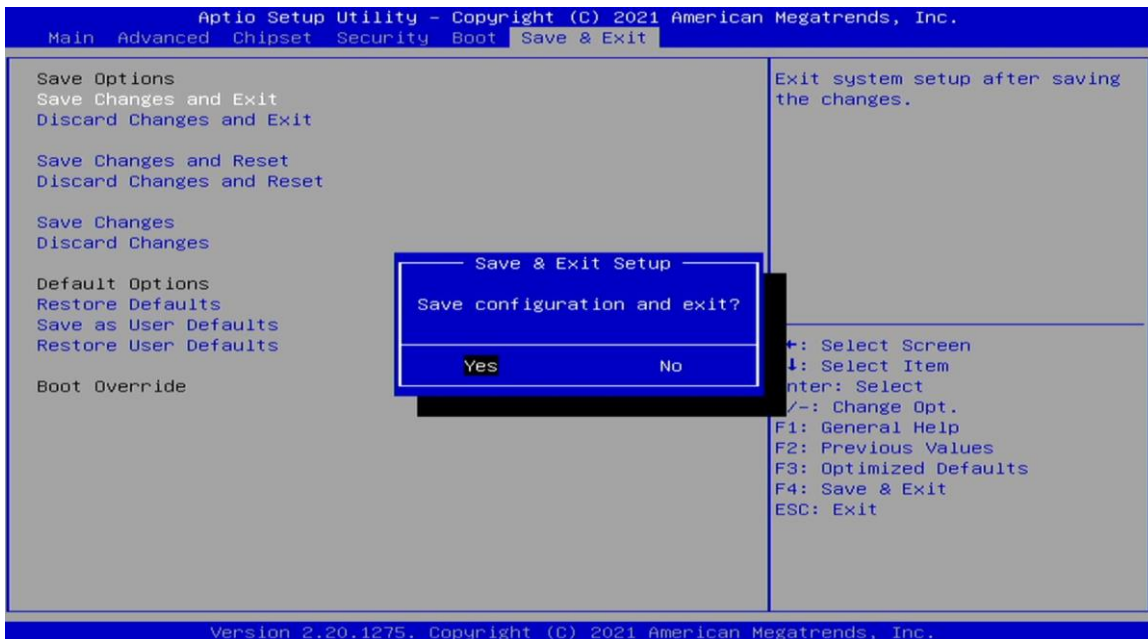 Aptio Setup Utility – Copyright (C) 2021 American Megatrends, Inc.
Main Advanced Chipset Security Boot Save & Exit
Save Options
Save Changes and Exit
Discard Changes and Exit
Save Changes and Reset
Discard Changes and Reset
Save Changes
Discard Changes
Default Options
Restore Defaults
Save as User Defaults
Restore User Defaults
Boot Override
Save & Exit Setup
Save configuration and exit?
Yes No
Exit system setup after saving
the changes.
←: Select Screen
↓: Select Item
nter: Select
/-: Change Opt.
F1: General Help
F2: Previous Values
F3: Optimized Defaults
F4: Save & Exit
ESC: Exit
Version 2.20.1275. Copyright (C) 2021 American Megatrends, Inc.